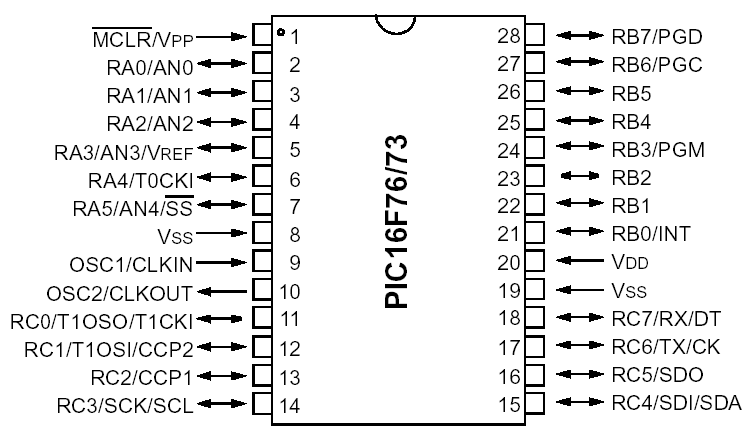 MCLR/VPP 1 28 RB7/PGD
RA0/AN0 2 27 RB6/PGC
RA1/AN1 3 26 RB5
RA2/AN2 4 25 RB4
RA3/AN3/VREF 5 24 RB3/PGM
RA4/T0CKI 6 23 RB2
RA5/AN4/SS 7 22 RB1
VSS 8 21 RB0/INT
OSC1/CLKIN 9 20 VDD
OSC2/CLKOUT 10 19 VSS
RC0/T1OSO/T1CKI 11 18 RC7/RX/DT
RC1/T1OSI/CCP2 12 17 RC6/TX/CK
RC2/CCP1 13 16 RC5/SDO
RC3/SCK/SCL 14 15 RC4/SDI/SDA
PIC16F76/73